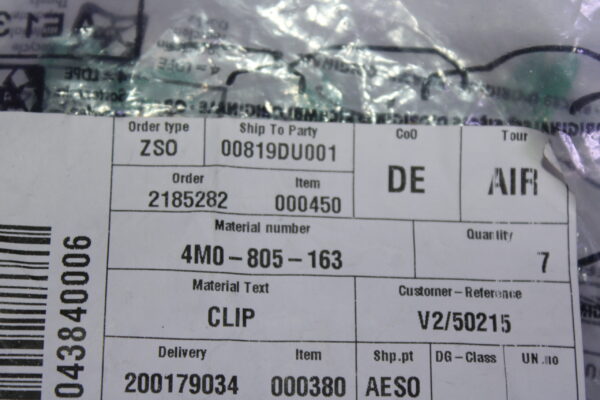 Order type Ship To Party CoO Tour
ZSO 00819DU001 DE AIR
Order Item
2185282 000450
Material number Quantity
4M0-805-163 7
Material Text Customer-Reference
CLIP V2/50215
Delivery Item Shp.pt DG-Class UN.no
200179034 000380 AESO
043840006